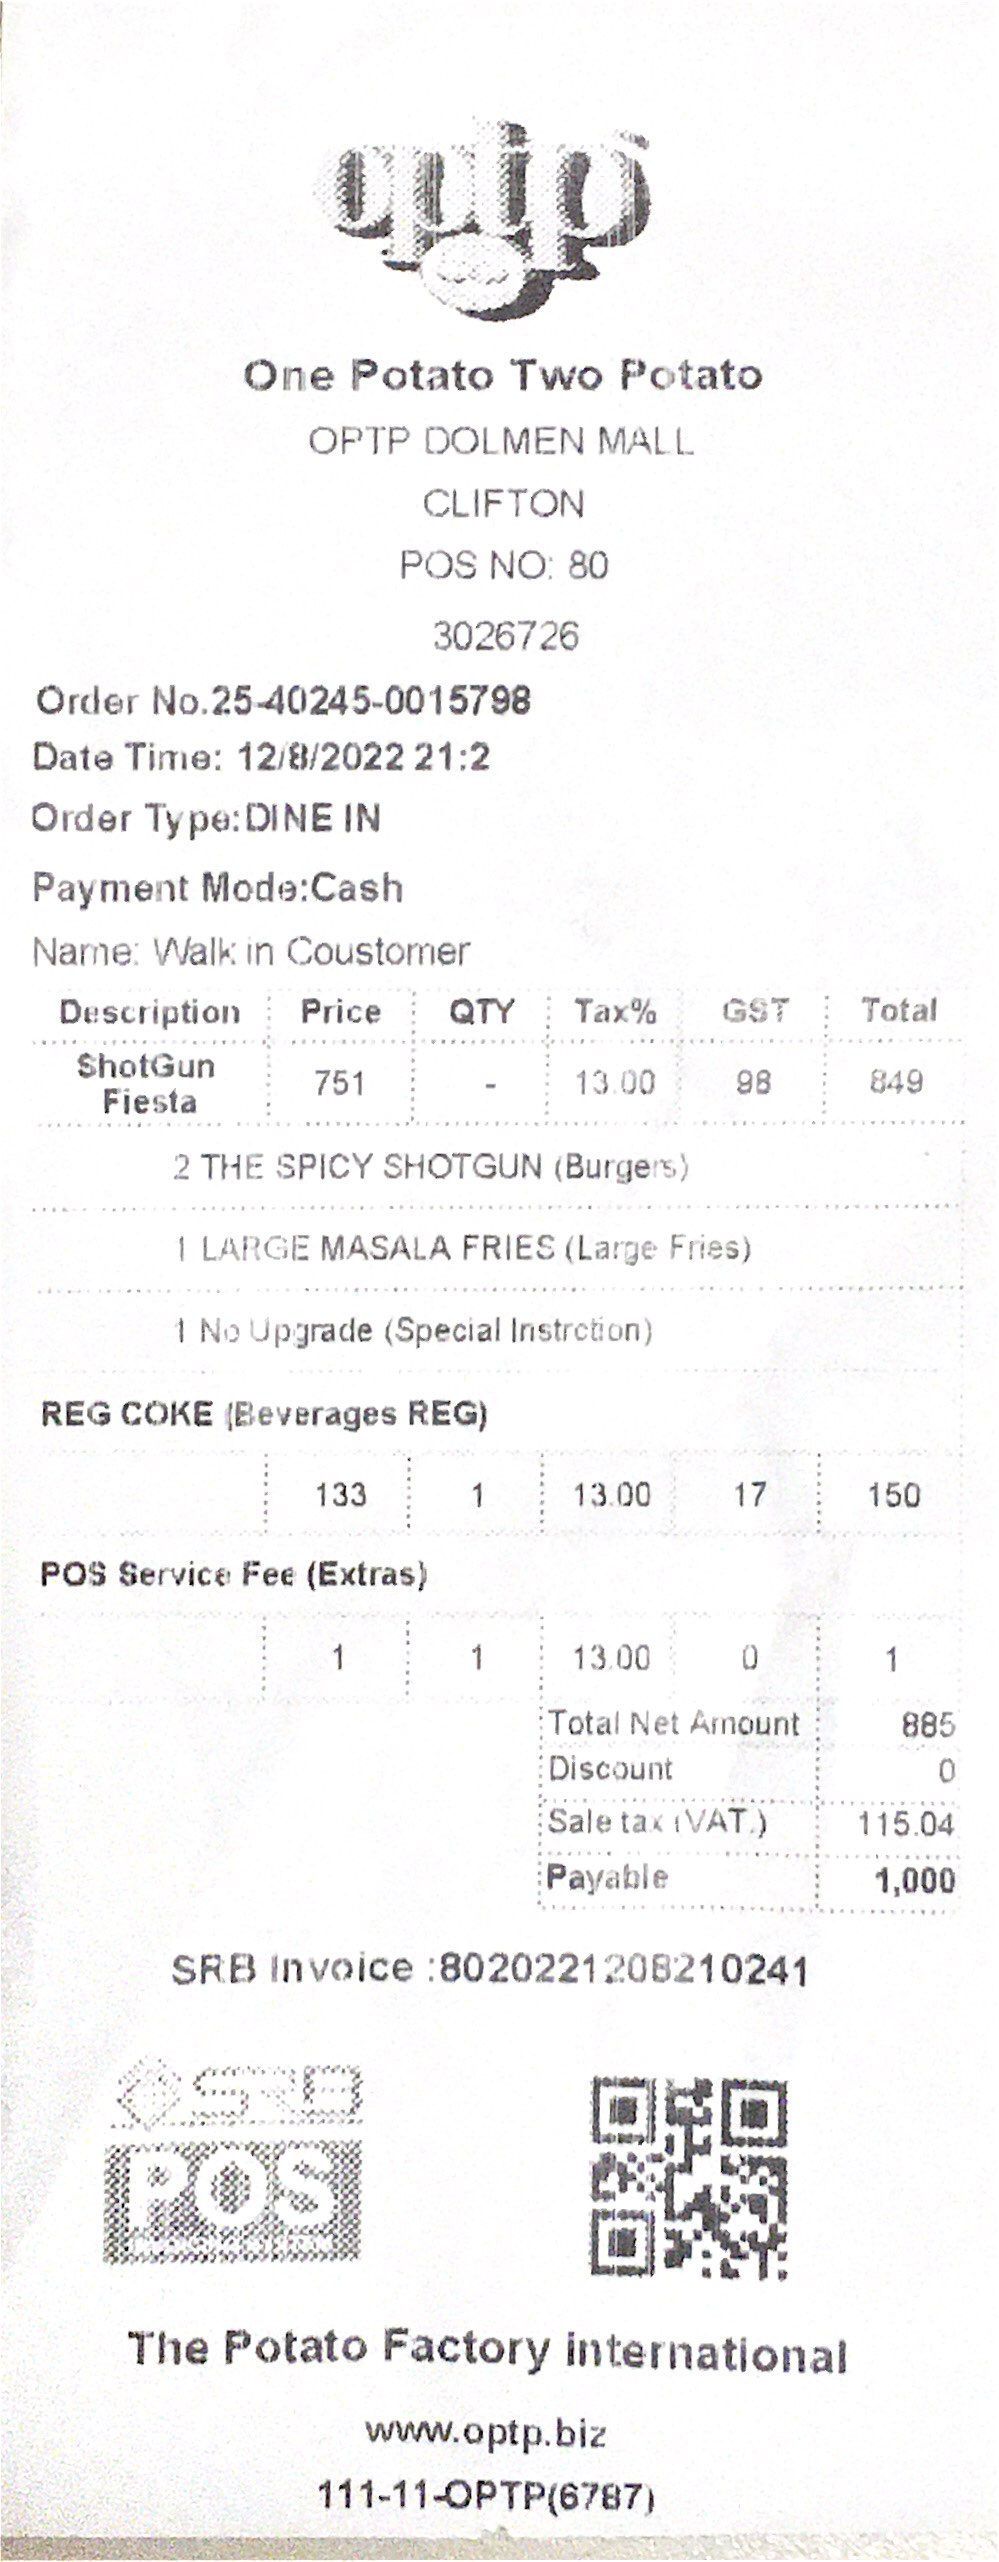 optp
One Potato Two Potato
OPTP DOLMEN MALL
CLIFTON
POS NO: 80
3026726
Order No.25-40245-0015798
Date Time: 12/8/2022 21:2
Order Type:DINE IN
Payment Mode:Cash
Name: Walk in Coustomer
Description Price QTY Tax% GST Total
ShotGun Fiesta 751 - 13.00 98 849
2 THE SPICY SHOTGUN (Burgers)
1 LARGE MASALA FRIES (Large Fries)
1 No Upgrade (Special Instrction)
REG COKE (Beverages REG)
133 1 13.00 17 150
POS Service Fee (Extras)
1 1 13.00 0 1
Total Net Amount 885
Discount 0
Sale tax (VAT.) 115.04
Payable 1,000
SRB Invoice :8020221208210241
SRB
POS
The Potato Factory international
www.optp.biz
111-11-OPTP(6787)